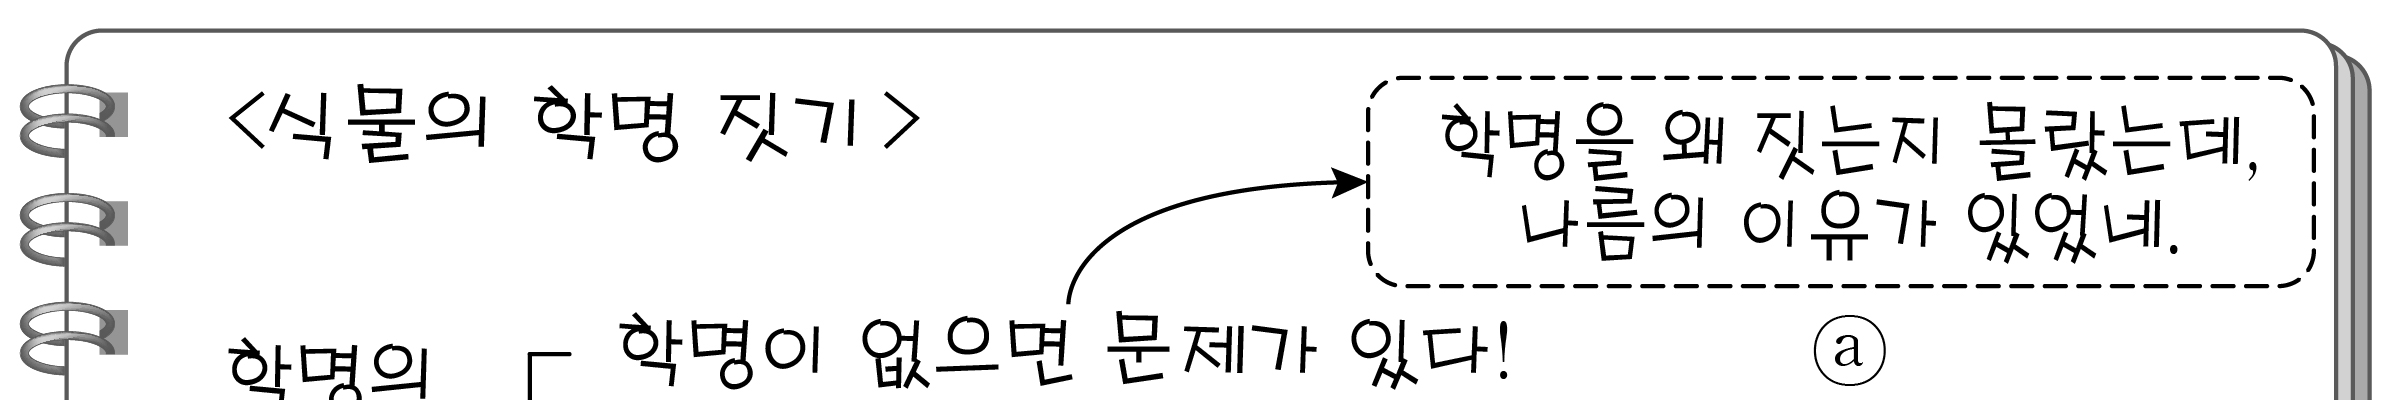 <식물의 학명 짓기>
학명을 왜 짓는지 몰랐는데,
나름의 이유가 있었네.
학명이 없으면 문제가 있다!
ⓐ
학명의